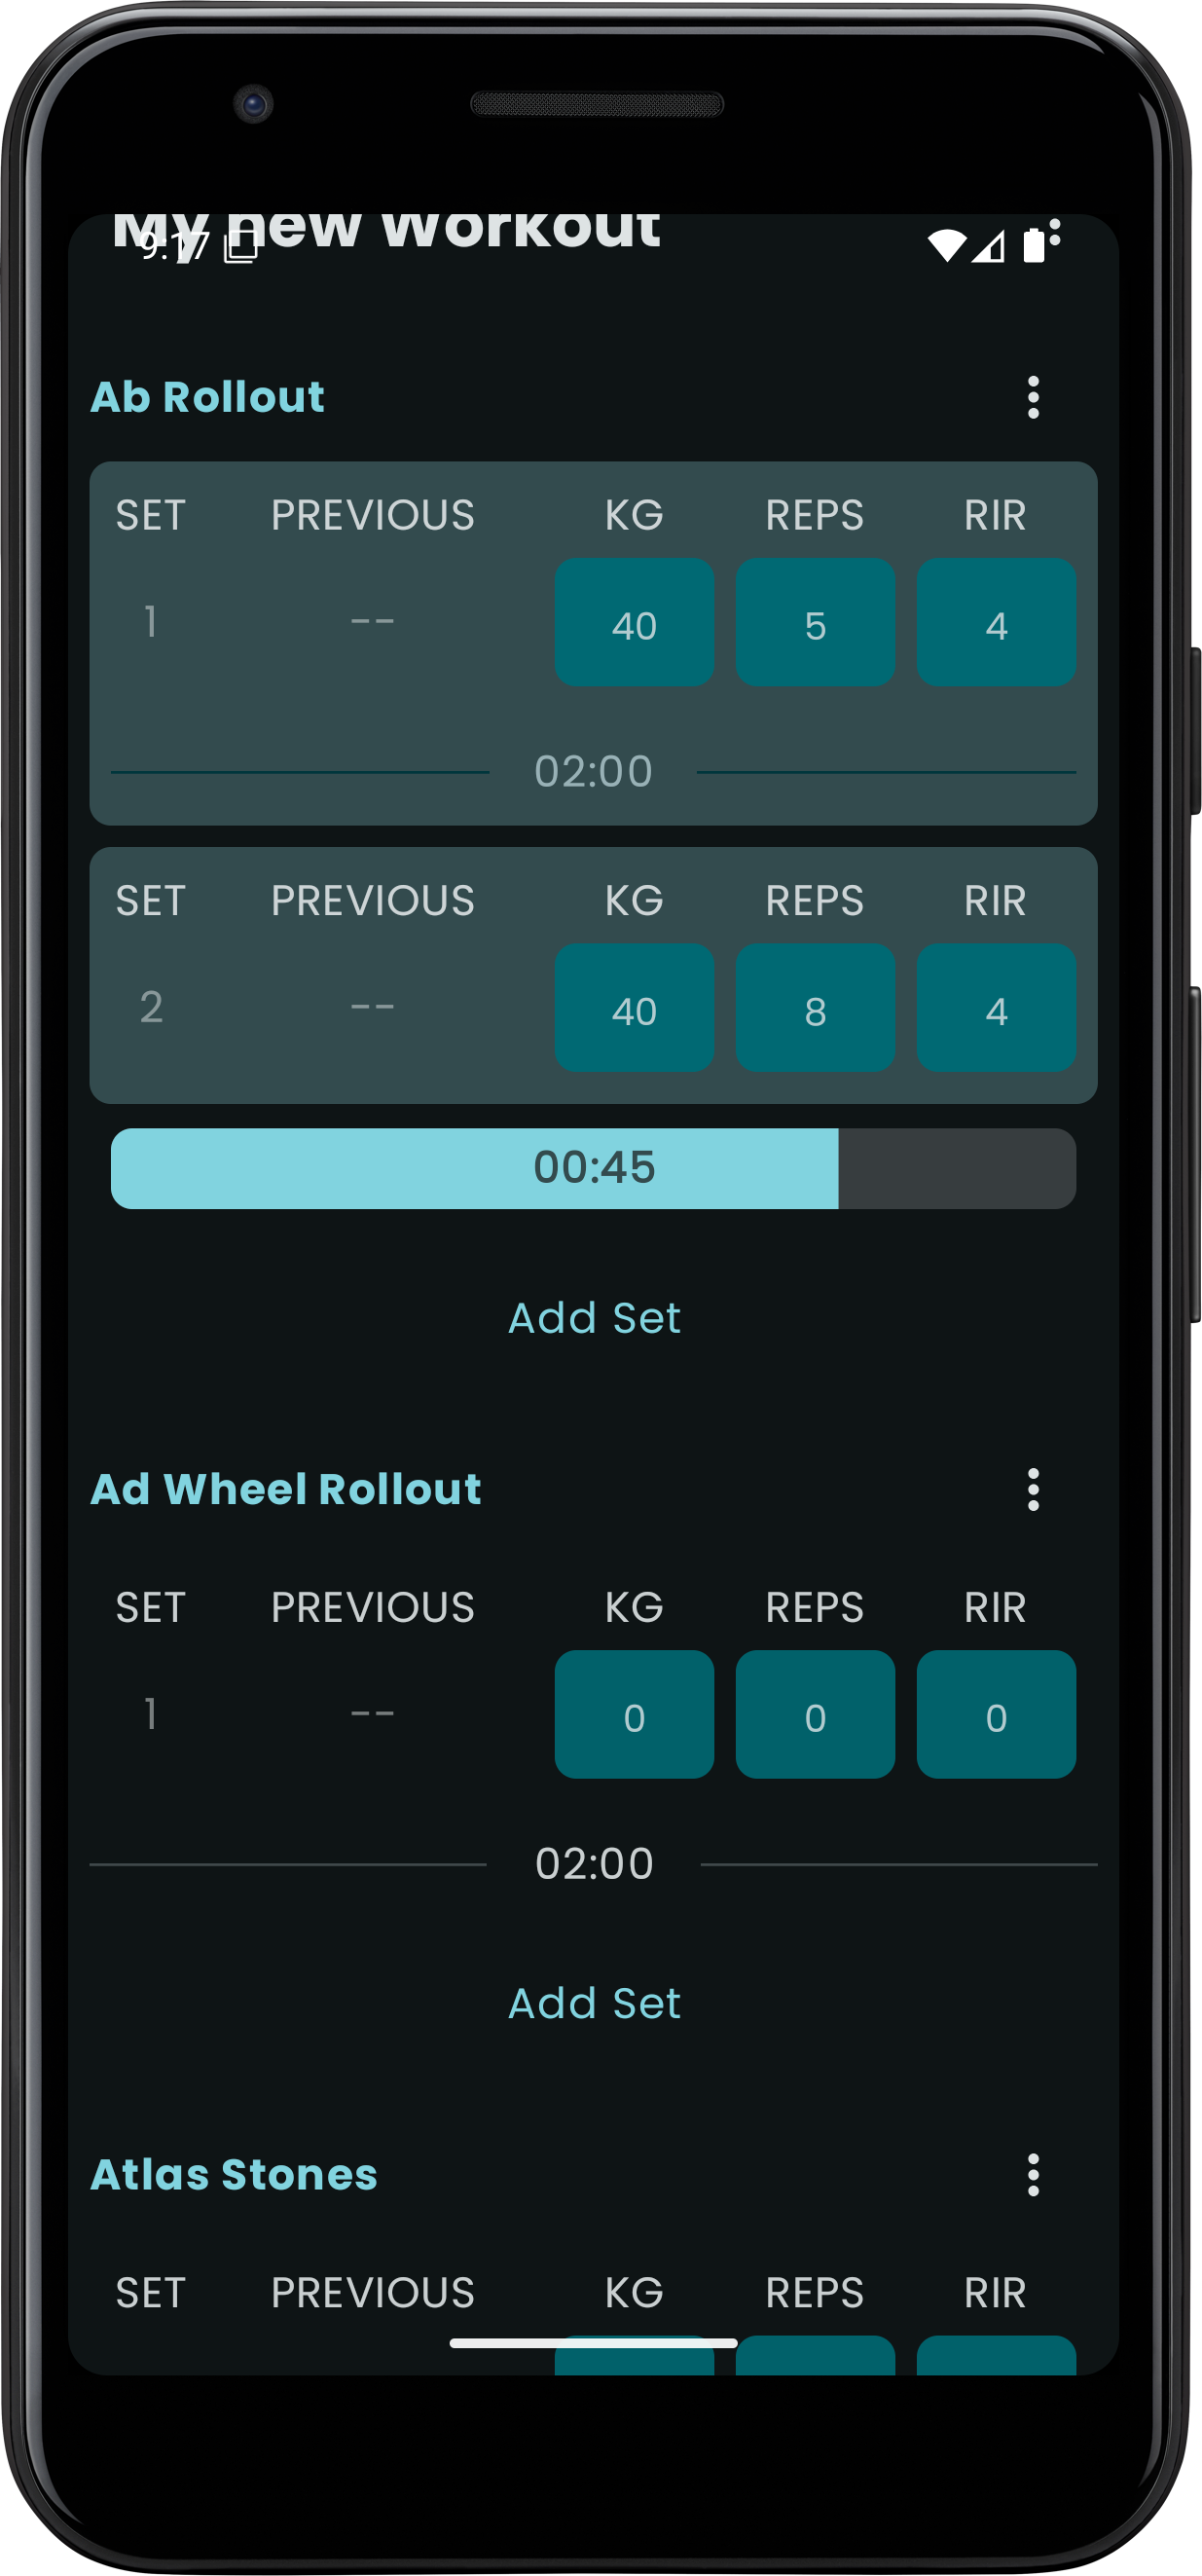 My new Workout
9:17
Ab Rollout
SET PREVIOUS KG REPS RIR
1 -- 40 5 4
02:00
SET PREVIOUS KG REPS RIR
2 -- 40 8 4
00:45
Add Set
Ad Wheel Rollout
SET PREVIOUS KG REPS RIR
1 -- 0 0 0
02:00
Add Set
Atlas Stones
SET PREVIOUS KG REPS RIR